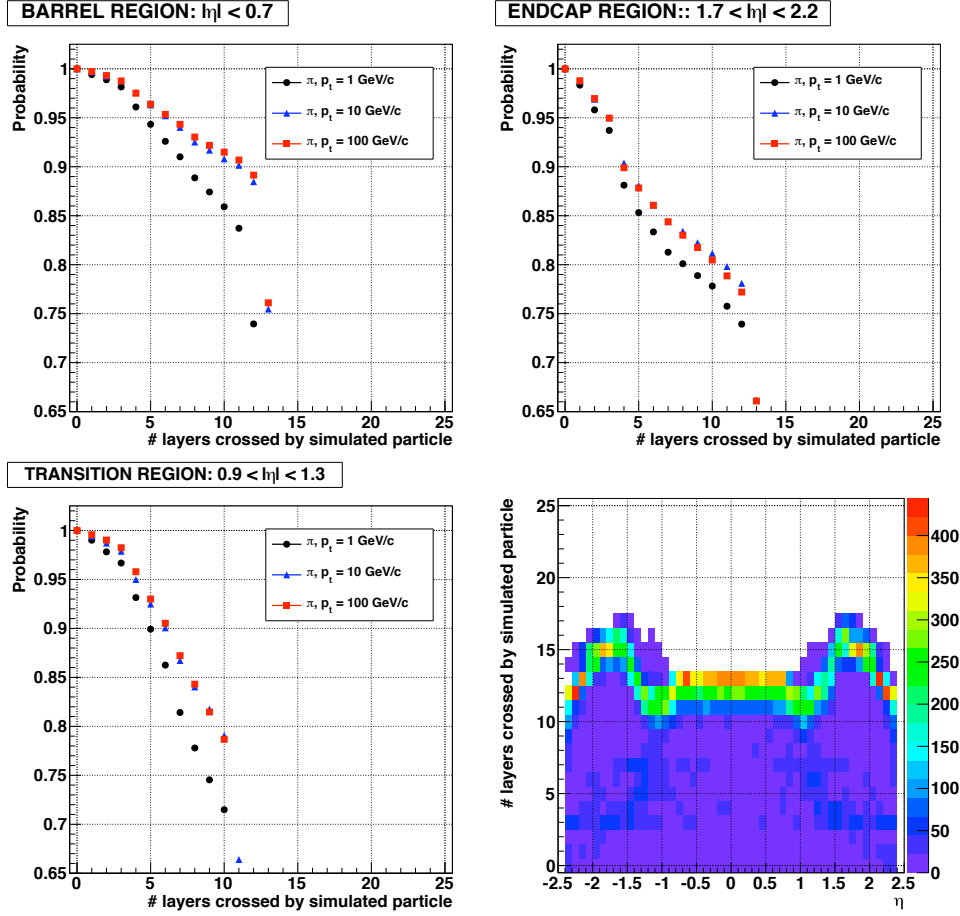 BARREL REGION: |η| < 0.7
Probability
1
0.95
0.9
0.85
0.8
0.75
0.7
0.65
π, p_t = 1 GeV/c
π, p_t = 10 GeV/c
π, p_t = 100 GeV/c
0 5 10 15 20 25
# layers crossed by simulated particle
ENDCAP REGION:: 1.7 < |η| < 2.2
Probability
1
0.95
0.9
0.85
0.8
0.75
0.7
0.65
π, p_t = 1 GeV/c
π, p_t = 10 GeV/c
π, p_t = 100 GeV/c
0 5 10 15 20 25
# layers crossed by simulated particle
TRANSITION REGION: 0.9 < |η| < 1.3
Probability
1
0.95
0.9
0.85
0.8
0.75
0.7
0.65
π, p_t = 1 GeV/c
π, p_t = 10 GeV/c
π, p_t = 100 GeV/c
0 5 10 15 20 25
# layers crossed by simulated particle
# layers crossed by simulated particle
25
20
15
10
5
0
-2.5 -2 -1.5 -1 -0.5 0 0.5 1 1.5 2 2.5
η
400
350
300
250
200
150
100
50
0